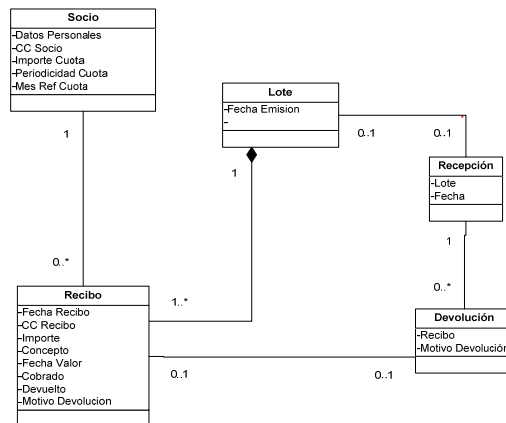 Socio
-Datos Personales
-CC Socio
-Importe Cuota
-Periodicidad Cuota
-Mes Ref Cuota
Lote
-Fecha Emision
-
0..1
0..1
1
1
Recepción
-Lote
-Fecha
1
0..*
0..*
Recibo
-Fecha Recibo
-CC Recibo
-Importe
-Concepto
-Fecha Valor
-Cobrado
-Devuelto
-Motivo Devolucion
1..*
Devolución
-Recibo
-Motivo Devolución
0..1
0..1